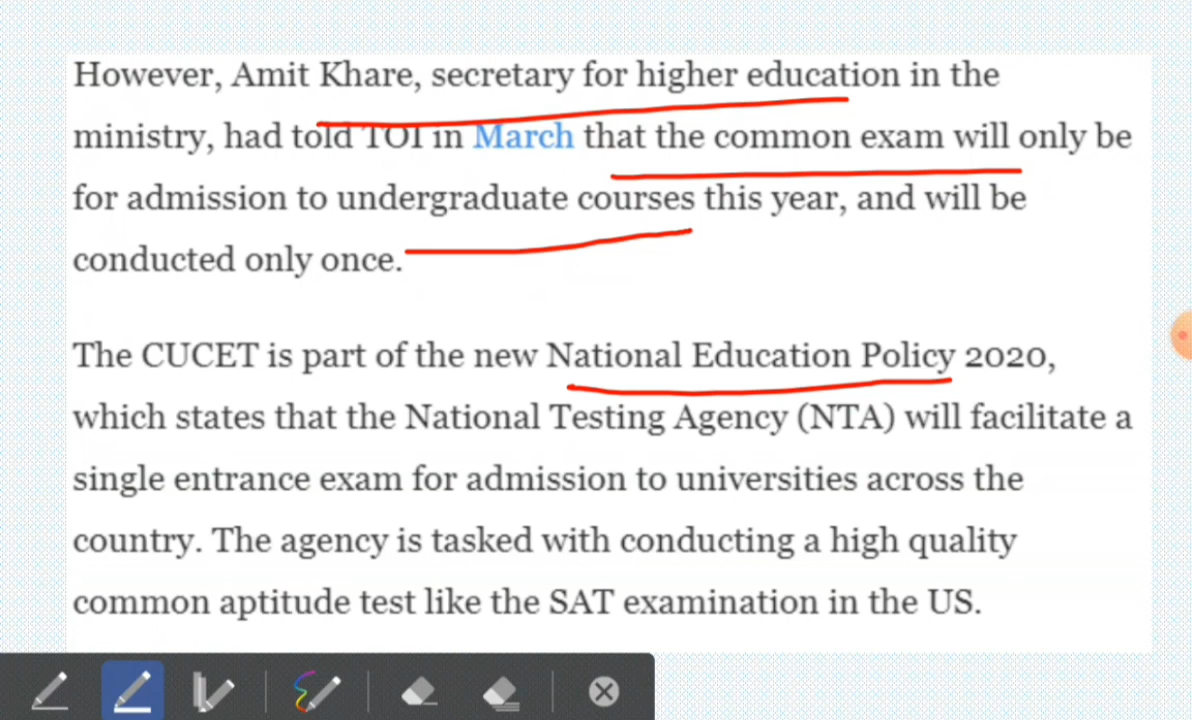 However, Amit Khare, secretary for higher education in the
ministry, had told TOI in March that the common exam will only be
for admission to undergraduate courses this year, and will be
conducted only once.
The CUCET is part of the new National Education Policy 2020,
which states that the National Testing Agency (NTA) will facilitate a
single entrance exam for admission to universities across the
country. The agency is tasked with conducting a high quality
common aptitude test like the SAT examination in the US.